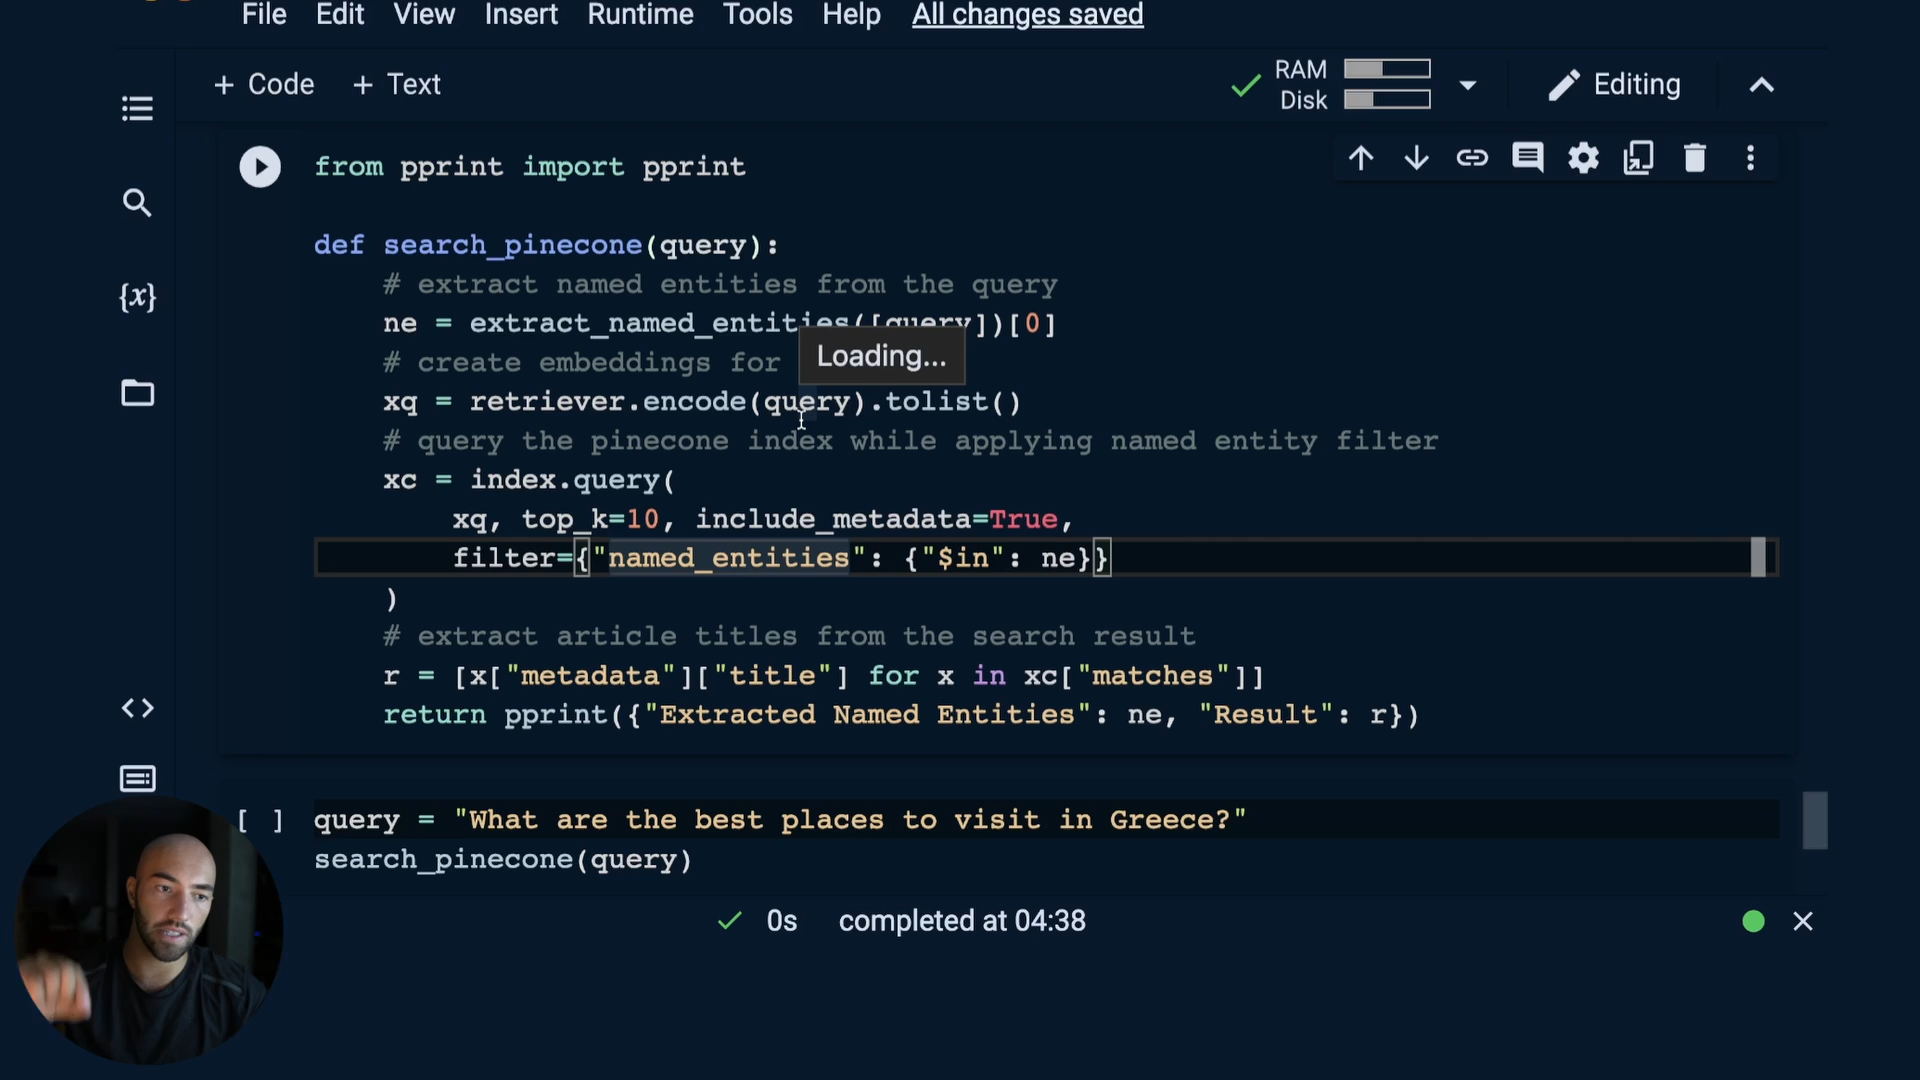 File Edit View Insert Runtime Tools Help All changes saved
+ Code + Text
RAM
Disk
Editing
from pprint import pprint
def search_pinecone(query):
# extract named entities from the query
ne = extract_named_entities([query])[0]
# create embeddings for
Loading...
xq = retriever.encode(query).tolist()
# query the pinecone index while applying named entity filter
xc = index.query(
xq, top_k=10, include_metadata=True,
filter={"named_entities": {"$in": ne}}
)
# extract article titles from the search result
r = [x["metadata"]["title"] for x in xc["matches"]]
return pprint({"Extracted Named Entities": ne, "Result": r})
[ ] query = "What are the best places to visit in Greece?"
search_pinecone(query)
0s completed at 04:38